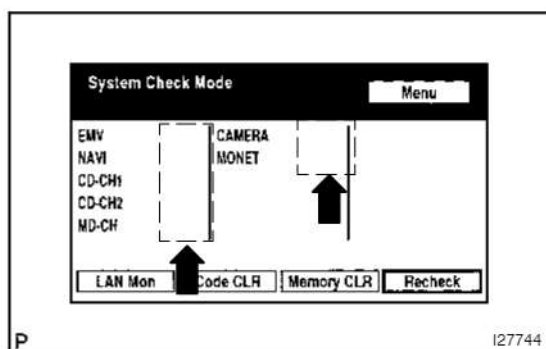 System Check Mode
Menu
EMV CAMERA
NAVI MONET
CD-CH1
CD-CH2
MD-CH
LAN Mon Code CLR Memory CLR Recheck
P I27744